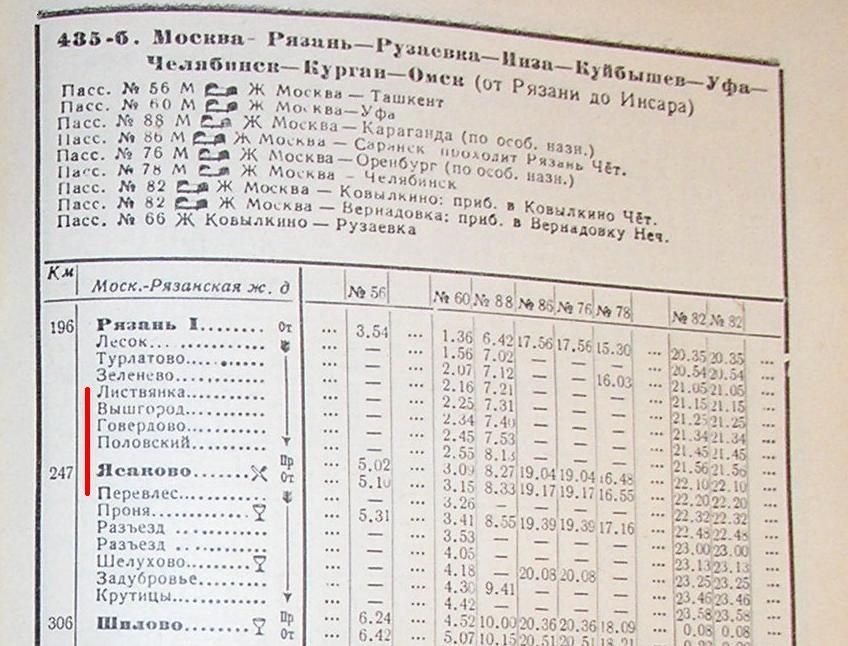 435-б. Москва- Рязань—Рузаевка—Инза—Куйбышев—Уфа—
Челябинск—Курган—Омск (от Рязани до Инсара)
Пасс. № 56 М Ж Москва—Ташкент
Пасс. № 60 М Ж Москва—Уфа
Пасс. № 88 М Ж Москва—Караганда (по особ. назн.)
Пасс. № 86 М Ж Москва—Саранск проходит Рязань Чёт.
Пасс. № 76 М Ж Москва—Оренбург (по особ. назн.)
Пасс. № 78 М Ж Москва - Челябинск
Пасс. № 82 Ж Москва—Ковылкино: приб. в Ковылкино Чёт.
Пасс. № 82 Ж Москва—Вернадовка: приб. в Вернадовку Неч.
Пасс. № 66 Ж Ковылкино—Рузаевка
Км Моск.-Рязанская ж. д № 56 № 60 № 88 № 86 № 76 № 78 № 82 № 82
196 Рязань I........ От ... 3.54 ... 1.36 6.42 17.56 17.56 15.30 ... 20.35 20.35 ...
Лесок... ... — ... 1.56 7.02 — — — ... 20.54 20.54 ...
Турлатово... ... — ... 2.07 7.12 — — 16.03 ... 21.05 21.05 ...
Зеленево... ... — ... 2.16 7.21 — — — ... 21.15 21.15 ...
Листвянка... ... — ... 2.25 7.31 — — — ... 21.25 21.25 ...
Вышгород... ... — ... 2.34 7.40 — — — ... 21.34 21.34 ...
Говердово... ... — ... 2.45 7.53 — — — ... 21.45 21.45 ...
Половский... ... — ... 2.55 8.13 — — — ... 21.56 21.56 ...
247 Ясаково... Пр ... 5.02 ... 3.09 8.27 19.04 19.04 16.48 ... 22.10 22.10 ...
От ... 5.10 ... 3.15 8.33 19.17 19.17 16.55 ... 22.20 22.20 ...
Перевлес... ... — ... 3.26 — — — — ... 22.32 22.32 ...
Проня... ... 5.31 ... 3.41 8.55 19.39 19.39 17.16 ... 22.48 22.48 ...
Разъезд ... ... — ... 3.53 — — — — ... 23.00 23.00 ...
Разъезд ... ... — ... 4.05 — — — — ... 23.13 23.13 ...
Шелухово... ... — ... 4.18 — 20.08 20.08 — ... 23.25 23.25 ...
Задубровье... ... — ... 4.30 9.41 — — — ... 23.46 23.46 ...
Крутицы... ... — ... 4.42 — — — — ... 23.58 23.58 ...
306 Шилово... Пр ... 6.24 ... 4.52 10.00 20.36 20.36 18.09 ... 0.08 0.08 ...
От ... 6.42 ... 5.07 10.15 20.51 20.51 18.21 ...